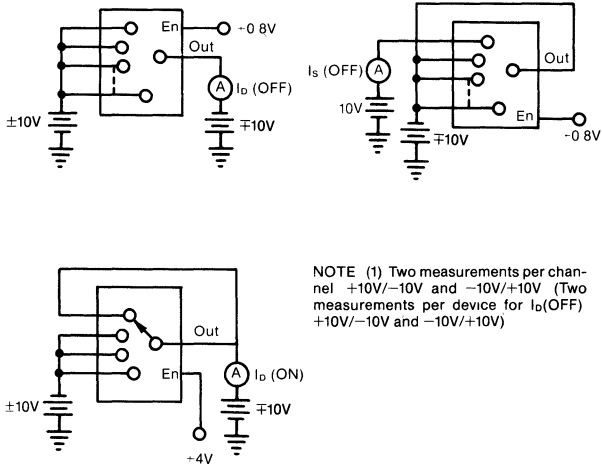 En
~0 8V
Out
A
I_D (OFF)
±10V
∓10V
I_S (OFF)
A
Out
10V
En
∓10V
~0 8V
Out
En
A
I_D (ON)
±10V
∓10V
+4V
NOTE (1) Two measurements per chan-
nel +10V/−10V and −10V/+10V (Two
measurements per device for I_D(OFF)
+10V/−10V and −10V/+10V)